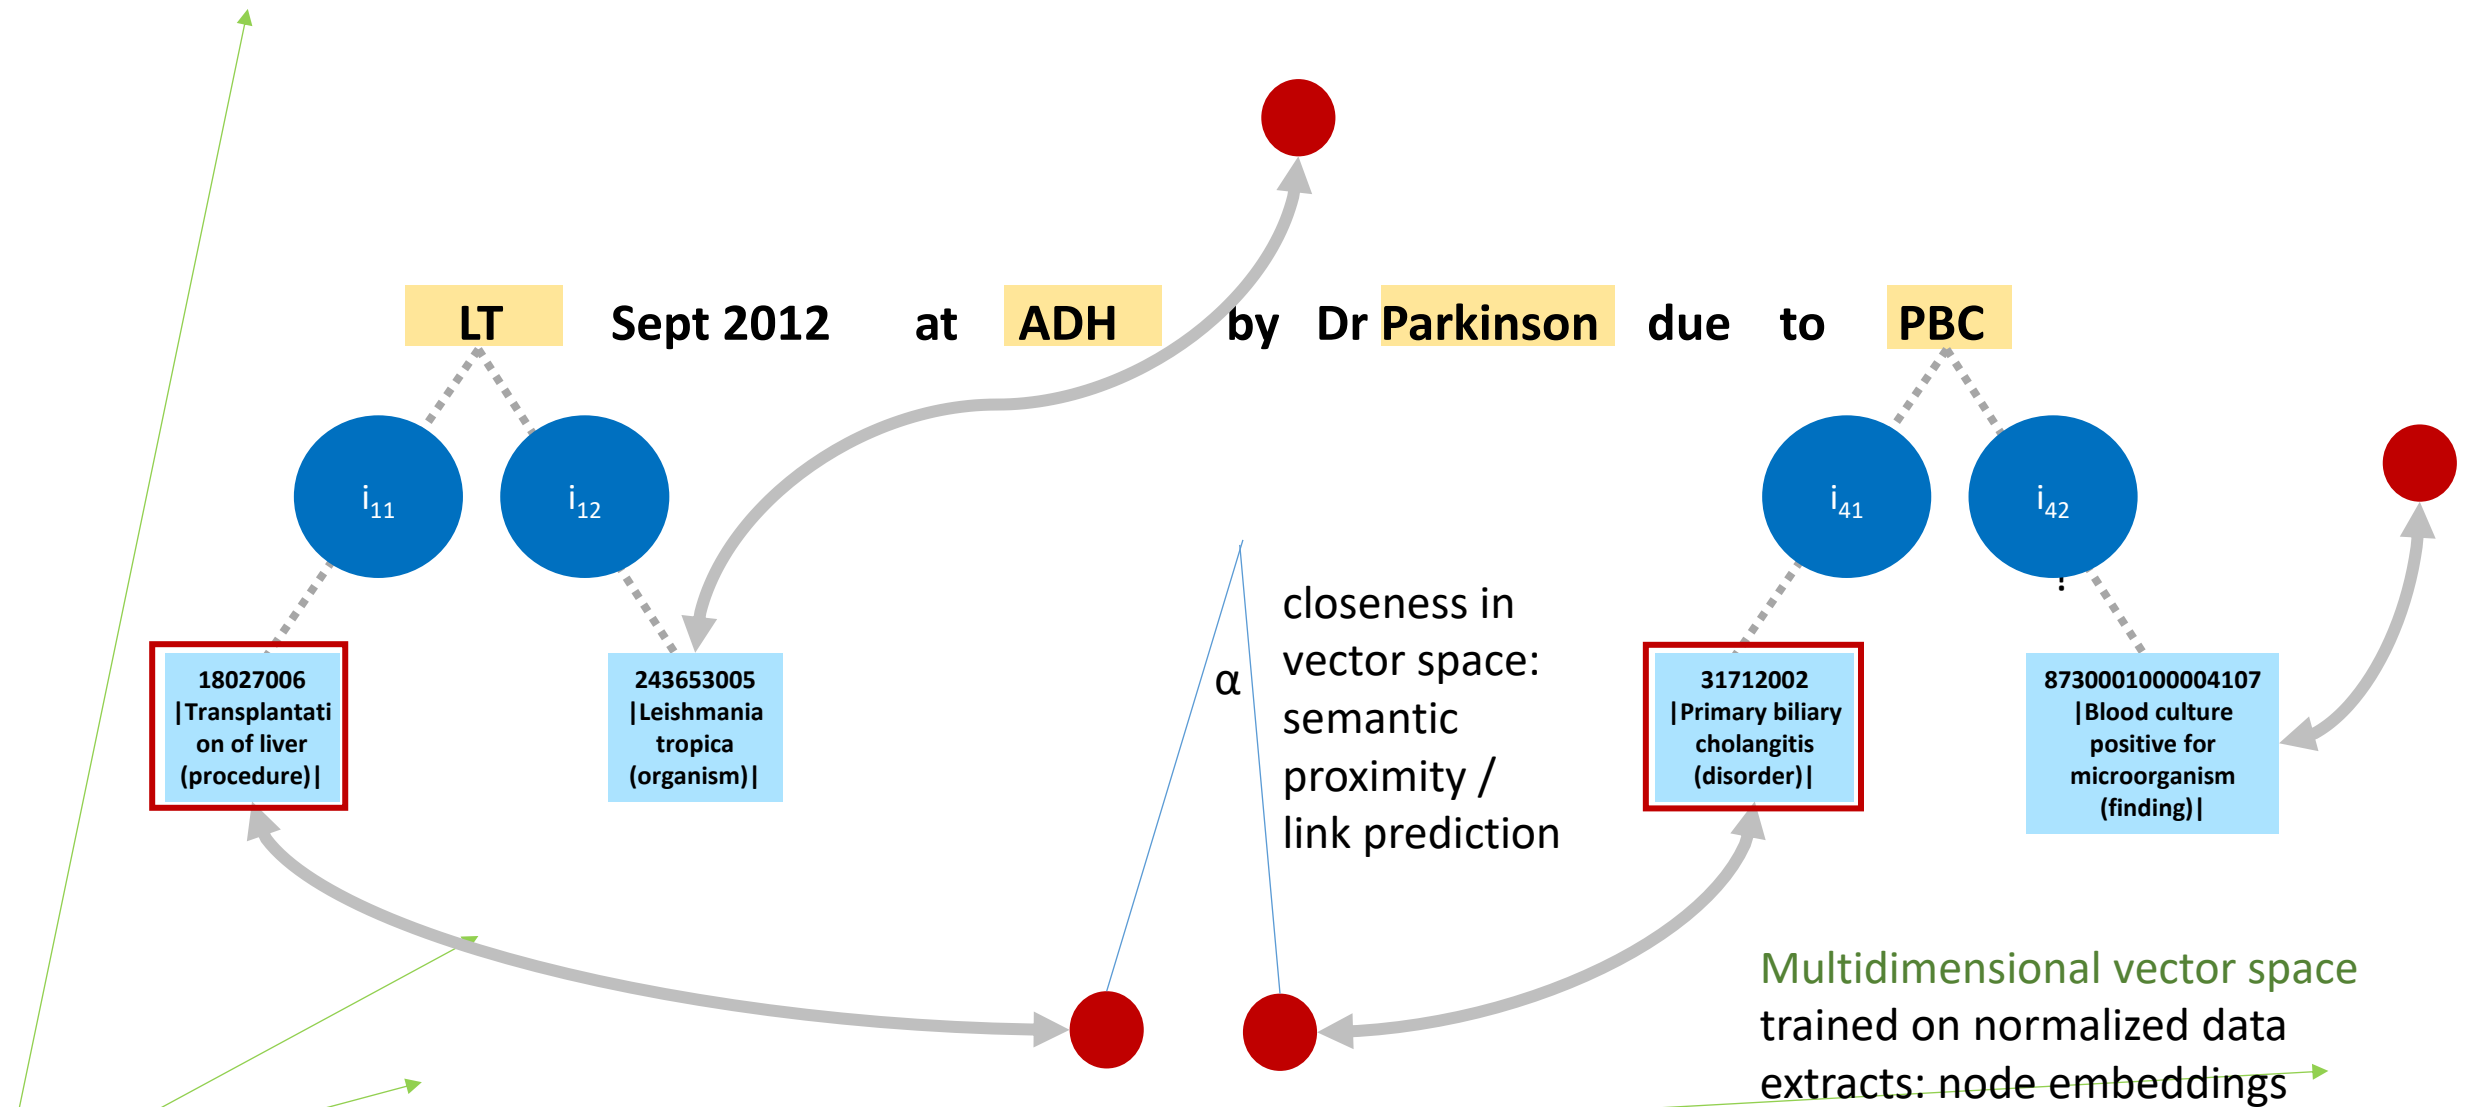 LT Sept 2012 at ADH by Dr Parkinson due to PBC
i11
i12
i41
i42
:
18027006
|Transplantati
on of liver
(procedure)|
243653005
|Leishmania
tropica
(organism)|
α
closeness in
vector space:
semantic
proximity /
link prediction
31712002
|Primary biliary
cholangitis
(disorder)|
8730001000004107
|Blood culture
positive for
microorganism
(finding)|
Multidimensional vector space
trained on normalized data
extracts: node embeddings